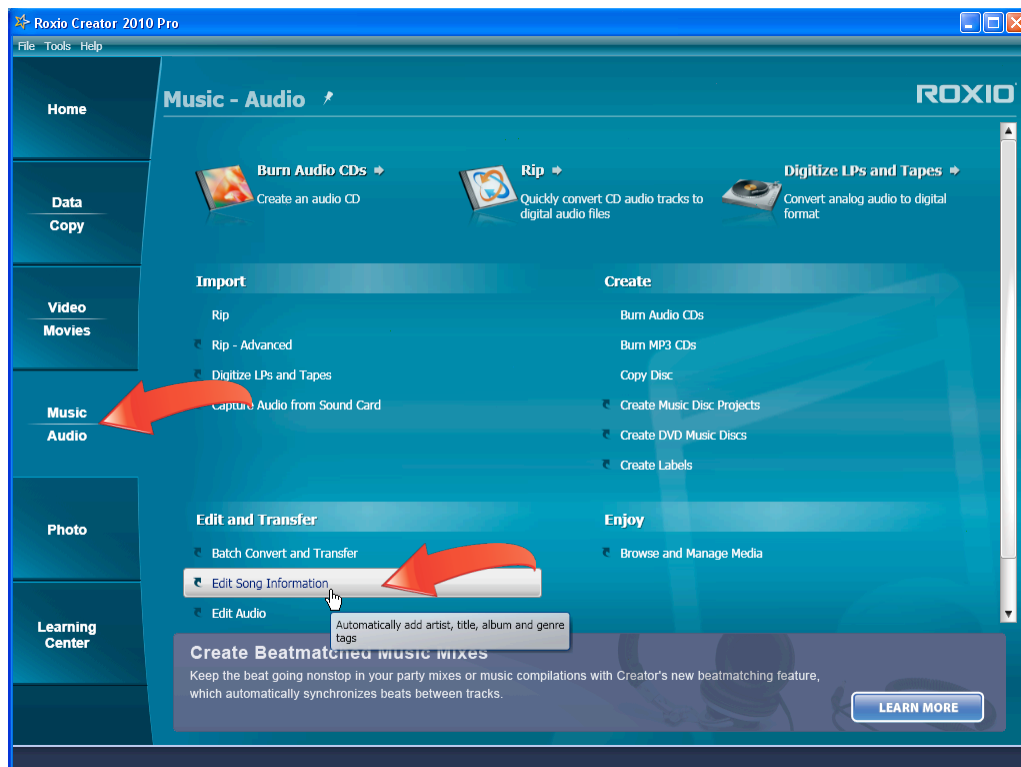 Roxio Creator 2010 Pro
File Tools Help
Home
Data
Copy
Video
Movies
Music
Audio
Photo
Learning
Center
Music - Audio
ROXIO
Burn Audio CDs
Create an audio CD
Rip
Quickly convert CD audio tracks to
digital audio files
Digitize LPs and Tapes
Convert analog audio to digital
format
Import
Rip
Rip - Advanced
Digitize LPs and Tapes
Capture Audio from Sound Card
Create
Burn Audio CDs
Burn MP3 CDs
Copy Disc
Create Music Disc Projects
Create DVD Music Discs
Create Labels
Edit and Transfer
Batch Convert and Transfer
Edit Song Information
Edit Audio
Enjoy
Browse and Manage Media
Automatically add artist, title, album and genre
tags
Create Beatmatched Music Mixes
Keep the beat going nonstop in your party mixes or music compilations with Creator's new beatmatching feature,
which automatically synchronizes beats between tracks.
LEARN MORE